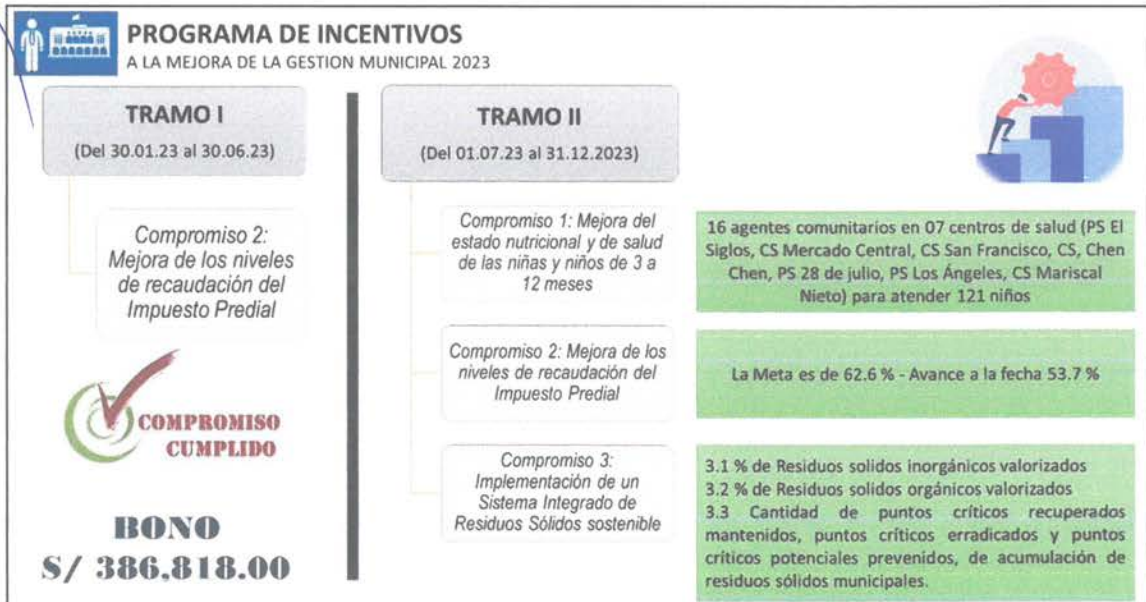 PROGRAMA DE INCENTIVOS
A LA MEJORA DE LA GESTION MUNICIPAL 2023
TRAMO I
(Del 30.01.23 al 30.06.23)
Compromiso 2:
Mejora de los niveles
de recaudación del
Impuesto Predial
COMPROMISO
CUMPLIDO
BONO
S/ 386,818.00
TRAMO II
(Del 01.07.23 al 31.12.2023)
Compromiso 1: Mejora del
estado nutricional y de salud
de las niñas y niños de 3 a
12 meses
16 agentes comunitarios en 07 centros de salud (PS El
Siglos, CS Mercado Central, CS San Francisco, CS, Chen
Chen, PS 28 de julio, PS Los Ángeles, CS Mariscal
Nieto) para atender 121 niños
Compromiso 2: Mejora de los
niveles de recaudación del
Impuesto Predial
La Meta es de 62.6 % - Avance a la fecha 53.7 %
Compromiso 3:
Implementación de un
Sistema Integrado de
Residuos Sólidos sostenible
3.1 % de Residuos solidos inorgánicos valorizados
3.2 % de Residuos solidos orgánicos valorizados
3.3 Cantidad de puntos críticos recuperados
mantenidos, puntos críticos erradicados y puntos
críticos potenciales prevenidos, de acumulación de
residuos sólidos municipales.